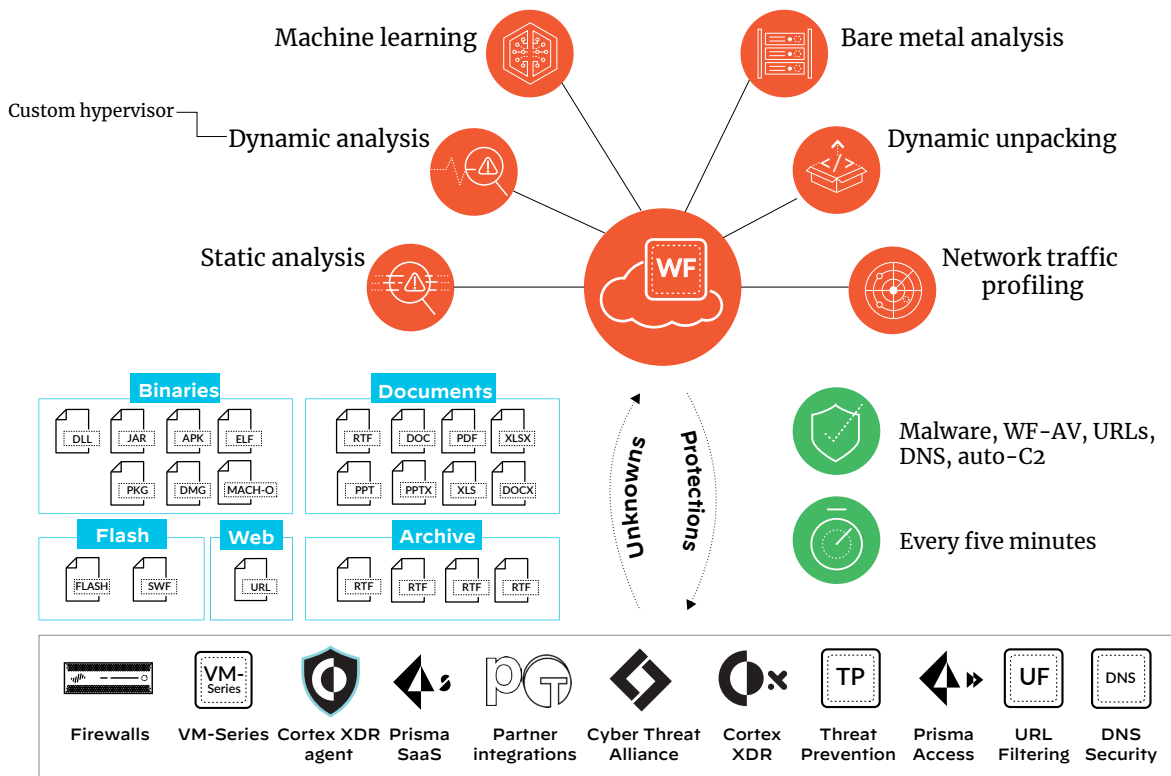 Machine learning
Bare metal analysis
Custom hypervisor
Dynamic analysis
Dynamic unpacking
Static analysis
WF
Network traffic
profiling
Binaries
DLL
JAR
APK
ELF
PKG
DMG
MACH-O
Documents
RTF
DOC
PDF
XLSX
PPT
PPTX
XLS
DOCX
Unknowns
Protections
Malware, WF-AV, URLs,
DNS, auto-C2
Flash
FLASH
SWF
Web
URL
Archive
RTF
RTF
RTF
RTF
Every five minutes
VM-
Series
s
pT
x
TP
UF
DNS
Firewalls
VM-Series
Cortex XDR
agent
Prisma
SaaS
Partner
integrations
Cyber Threat
Alliance
Cortex
XDR
Threat
Prevention
Prisma
Access
URL
Filtering
DNS
Security